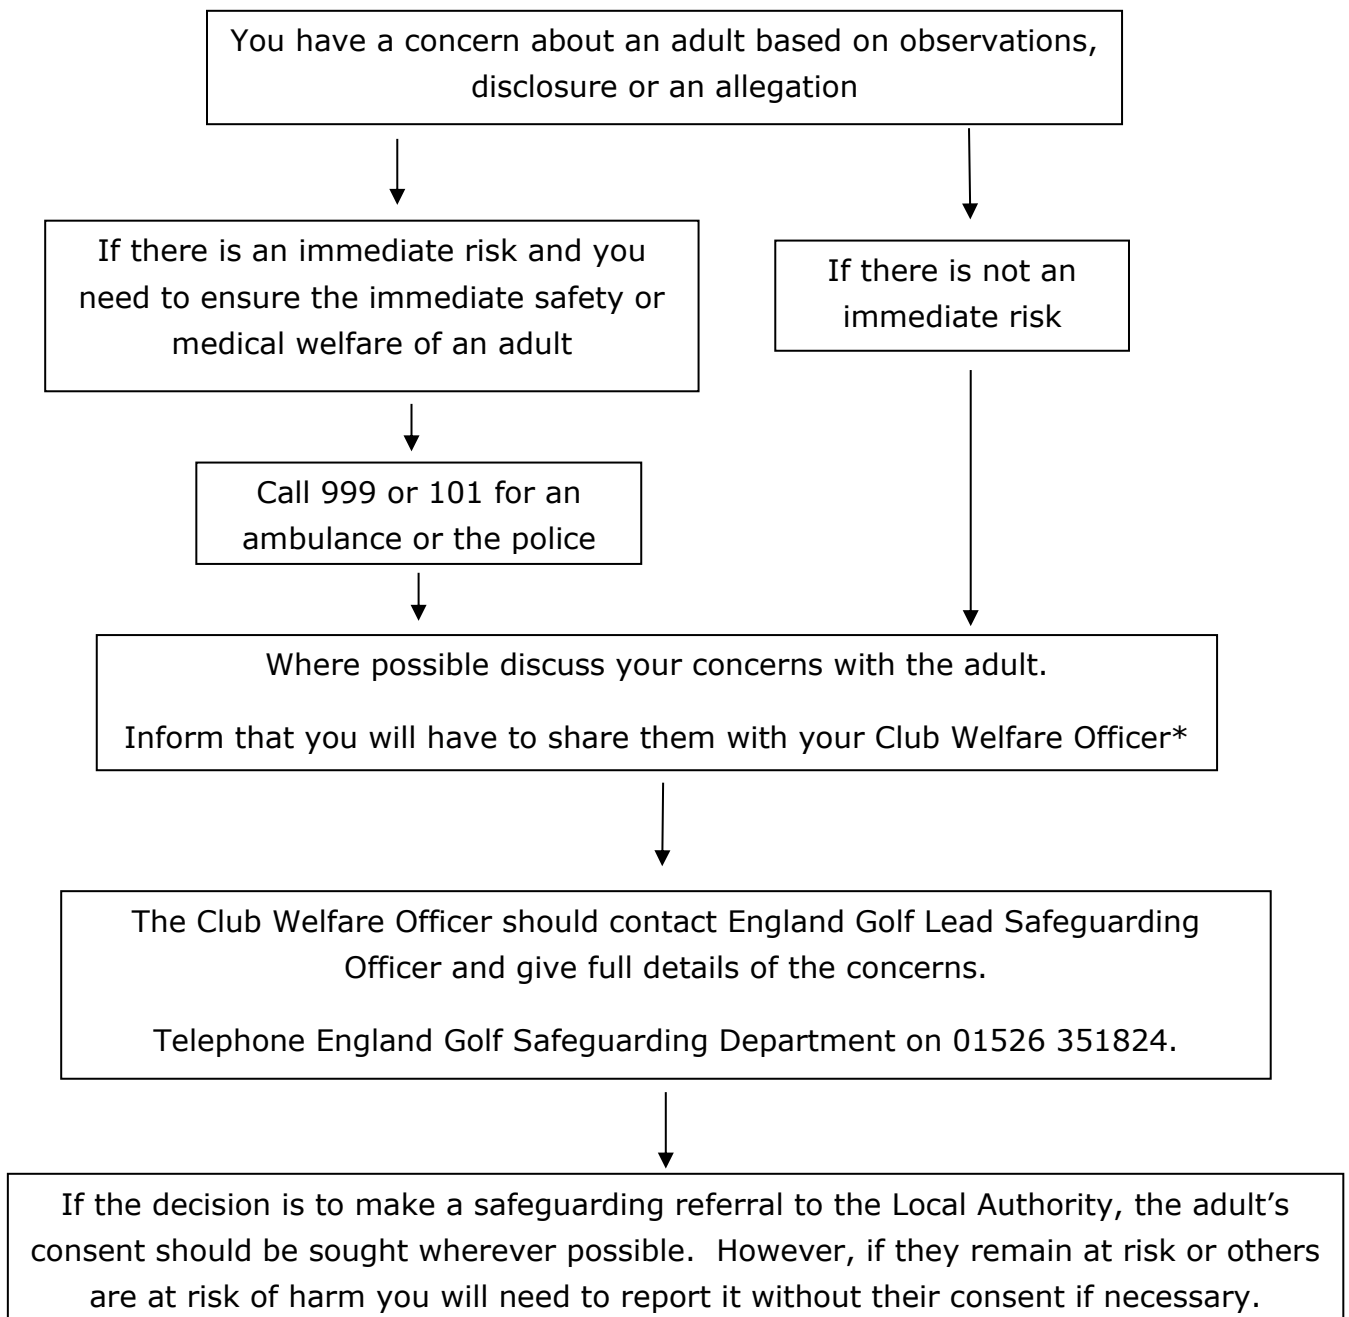 You have a concern about an adult based on observations,
disclosure or an allegation
If there is an immediate risk and you
need to ensure the immediate safety or
medical welfare of an adult
If there is not an
immediate risk
Call 999 or 101 for an
ambulance or the police
Where possible discuss your concerns with the adult.
Inform that you will have to share them with your Club Welfare Officer*
The Club Welfare Officer should contact England Golf Lead Safeguarding
Officer and give full details of the concerns.
Telephone England Golf Safeguarding Department on 01526 351824.
If the decision is to make a safeguarding referral to the Local Authority, the adult’s
consent should be sought wherever possible.  However, if they remain at risk or others
are at risk of harm you will need to report it without their consent if necessary.